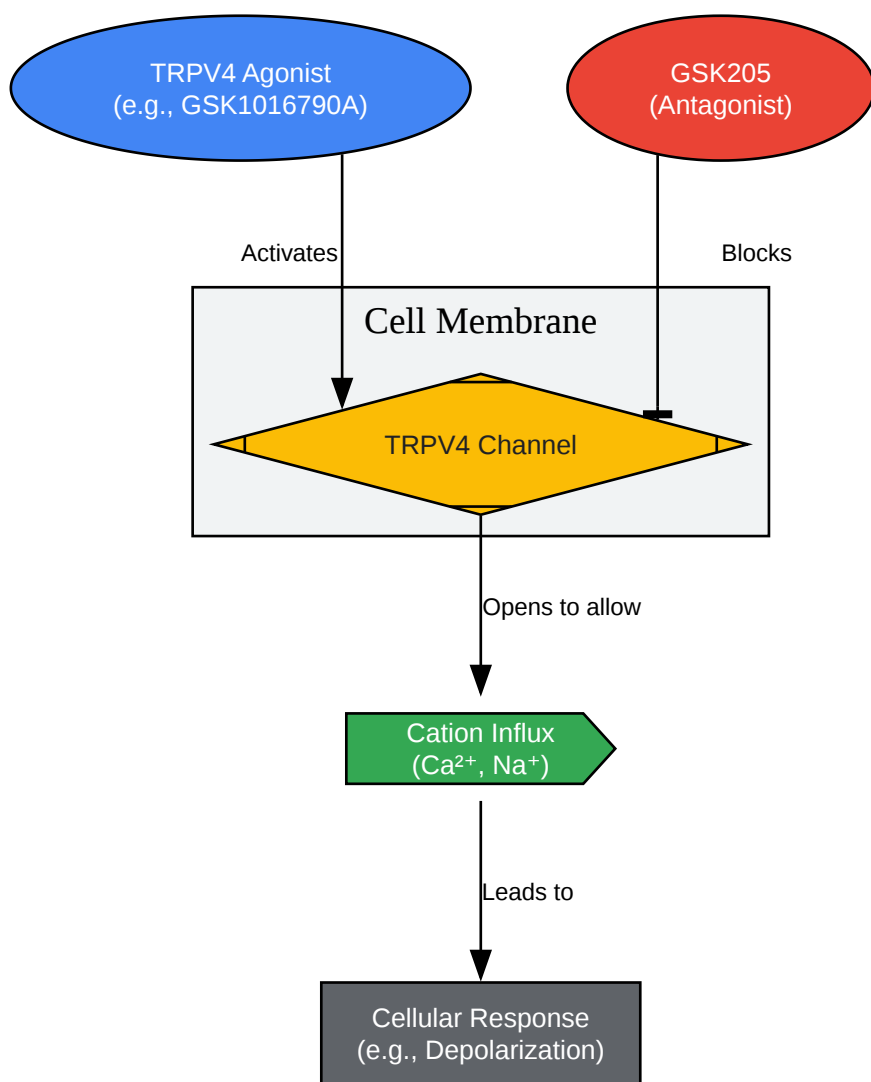 TRPV4 Agonist
(e.g., GSK1016790A)
GSK205
(Antagonist)
Activates
Blocks
Cell Membrane
TRPV4 Channel
Opens to allow
Cation Influx
(Ca²⁺, Na⁺)
Leads to
Cellular Response
(e.g., Depolarization)